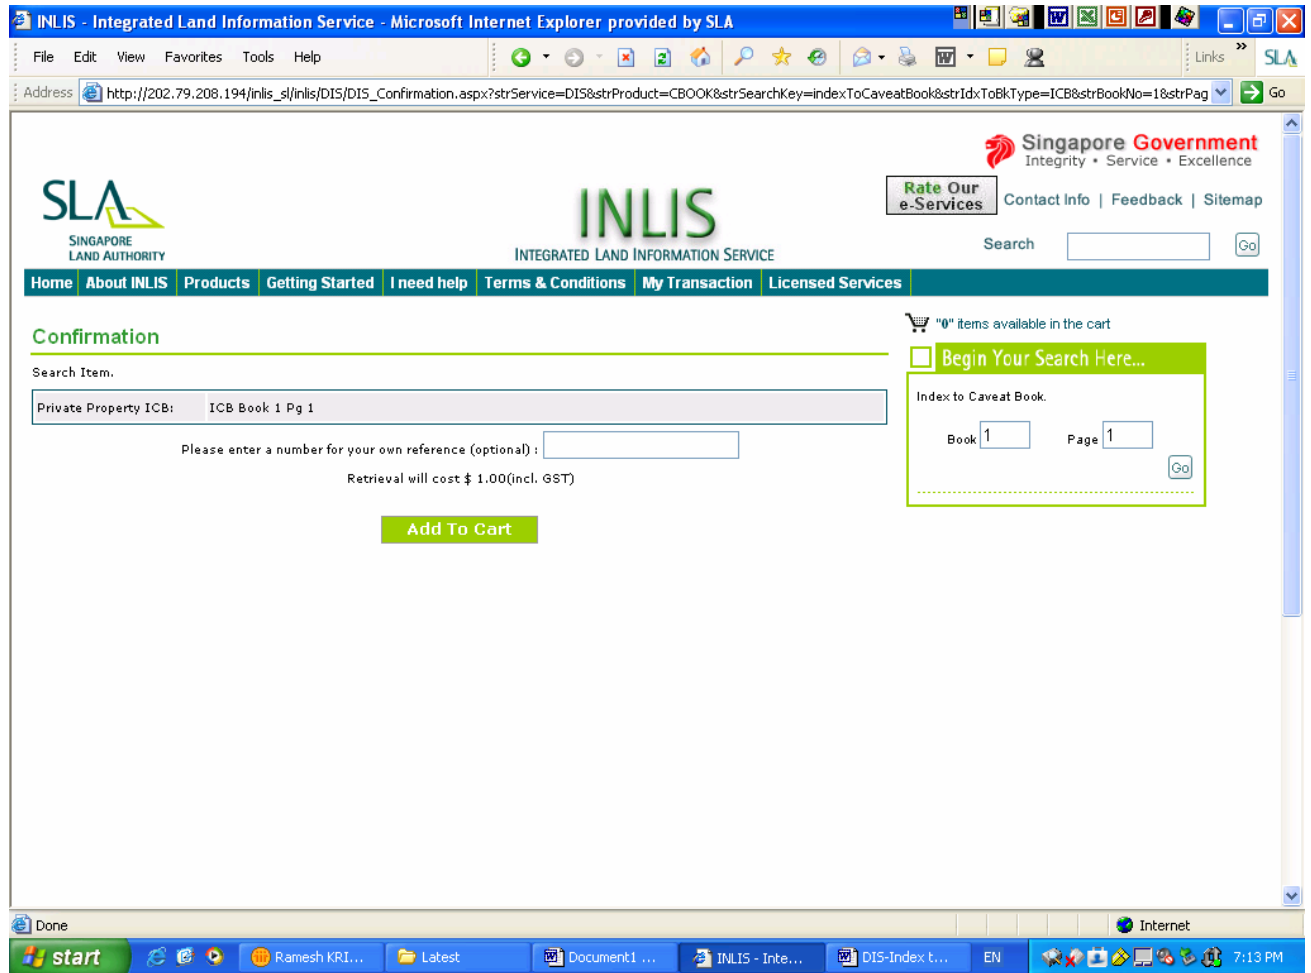 INLIS - Integrated Land Information Service - Microsoft Internet Explorer provided by SLA
File Edit View Favorites Tools Help Links » SLA
Address http://202.79.208.194/inlis_sl/inlis/DIS/DIS_Confirmation.aspx?strService=DIS&strProduct=CBOOK&strSearchKey=indexToCaveatBook&strIdxToBkType=ICB&strBookNo=1&strPag Go
Singapore Government
Integrity • Service • Excellence
SLA
SINGAPORE
LAND AUTHORITY
INLIS
INTEGRATED LAND INFORMATION SERVICE
Rate Our
e-Services
Contact Info | Feedback | Sitemap
Search Go
Home About INLIS Products Getting Started I need help Terms & Conditions My Transaction Licensed Services
Confirmation
Search Item.
Private Property ICB: ICB Book 1 Pg 1
Please enter a number for your own reference (optional) :
Retrieval will cost $ 1.00(incl. GST)
Add To Cart
"0" items available in the cart
Begin Your Search Here...
Index to Caveat Book.
Book 1 Page 1
Go
Done Internet
start Ramesh KRI... Latest Document1 ... INLIS - Inte... DIS-Index t... EN 7:13 PM